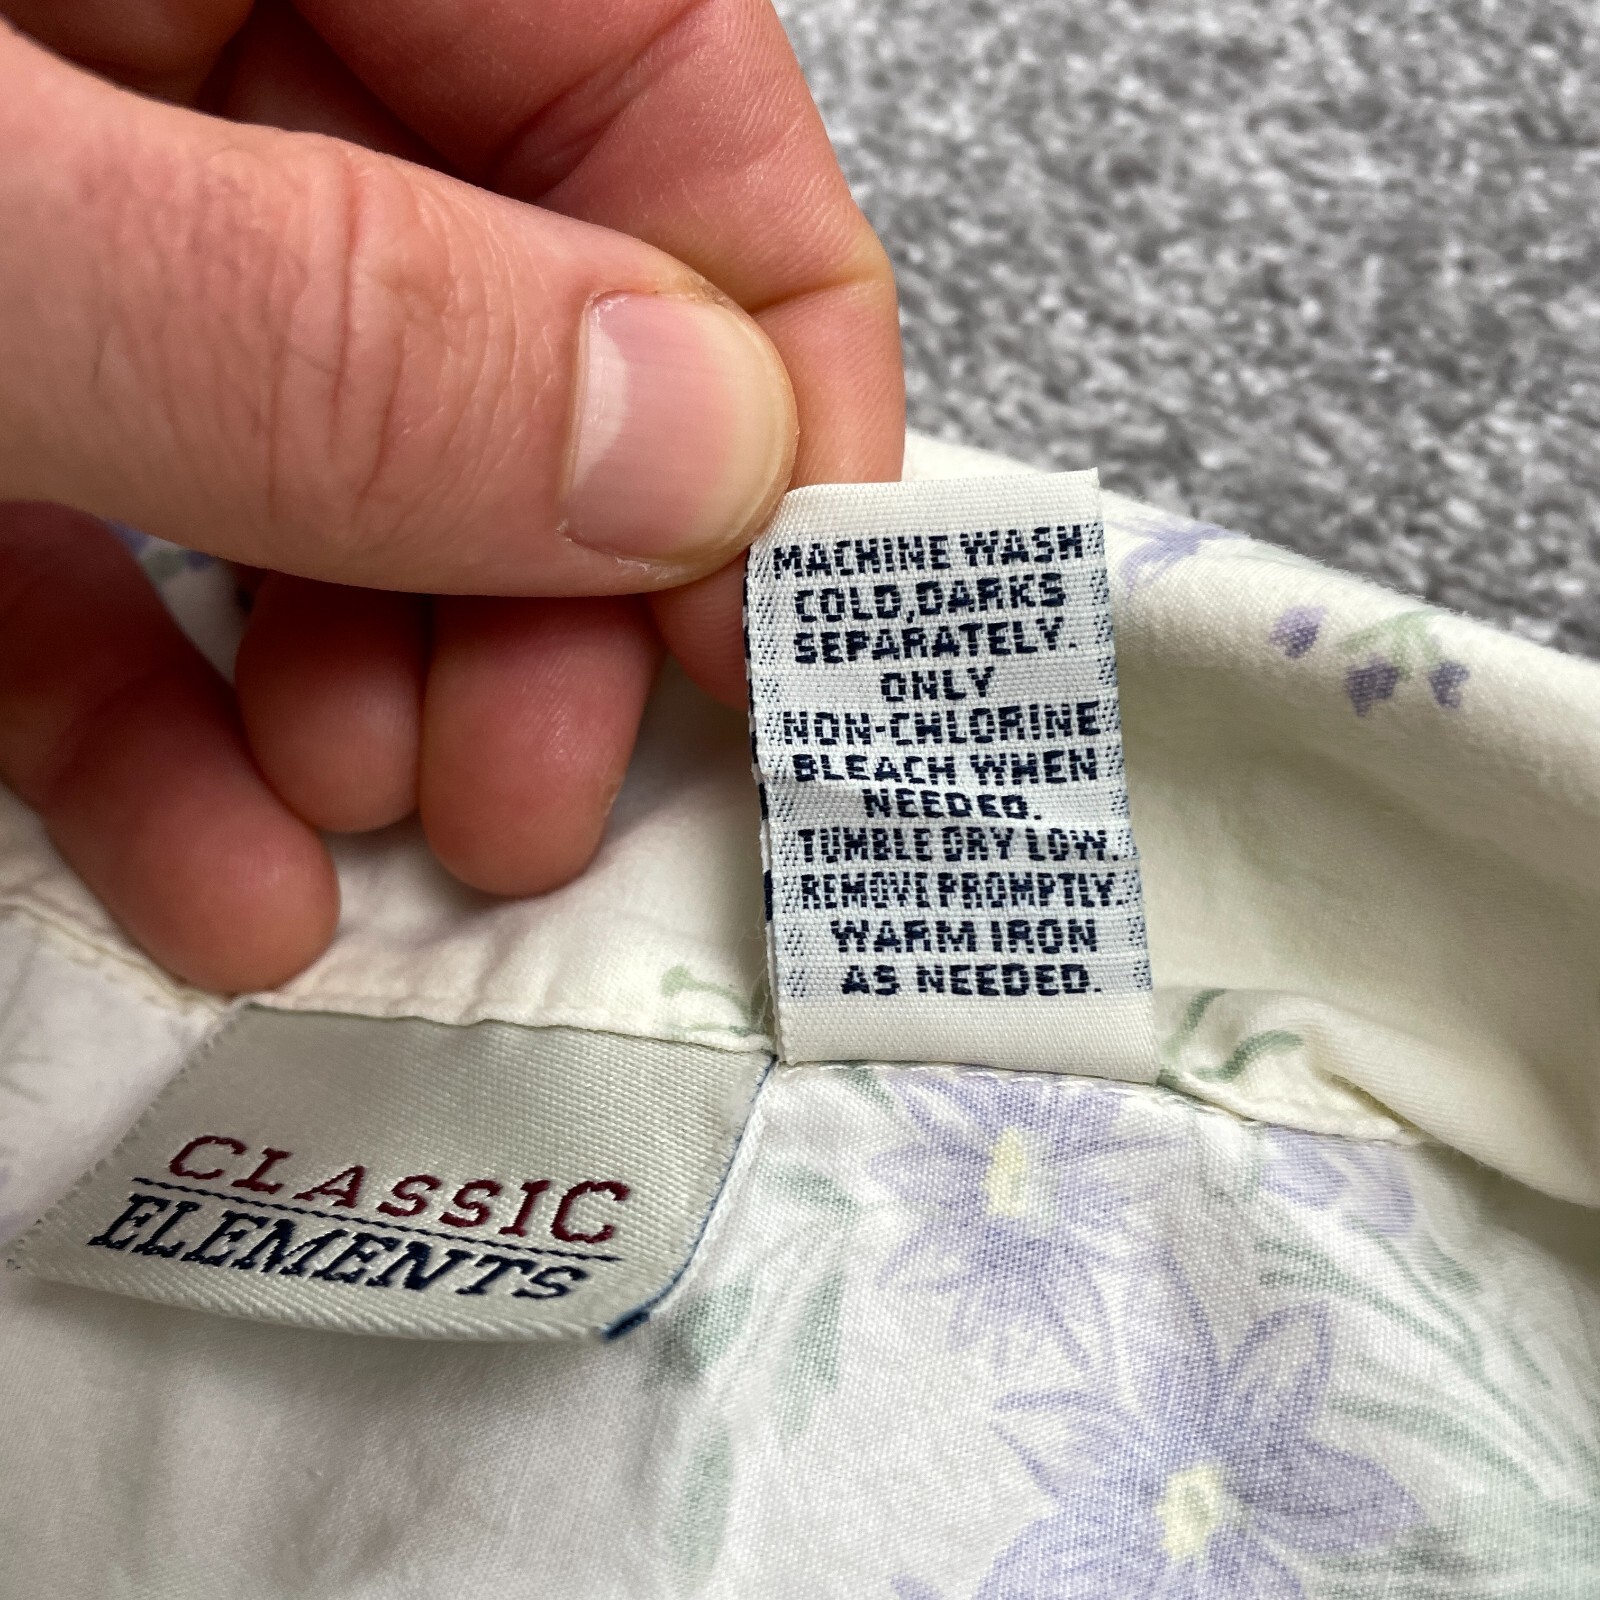 MACHINE WASH
COLD, DARKS
SEPARATELY.
ONLY
NON-CHLORINE
BLEACH WHEN
NEEDED.
TUMBLE DRY LOW.
REMOVE PROMPTLY.
WARM IRON
AS NEEDED.
CLASSIC
ELEMENTS